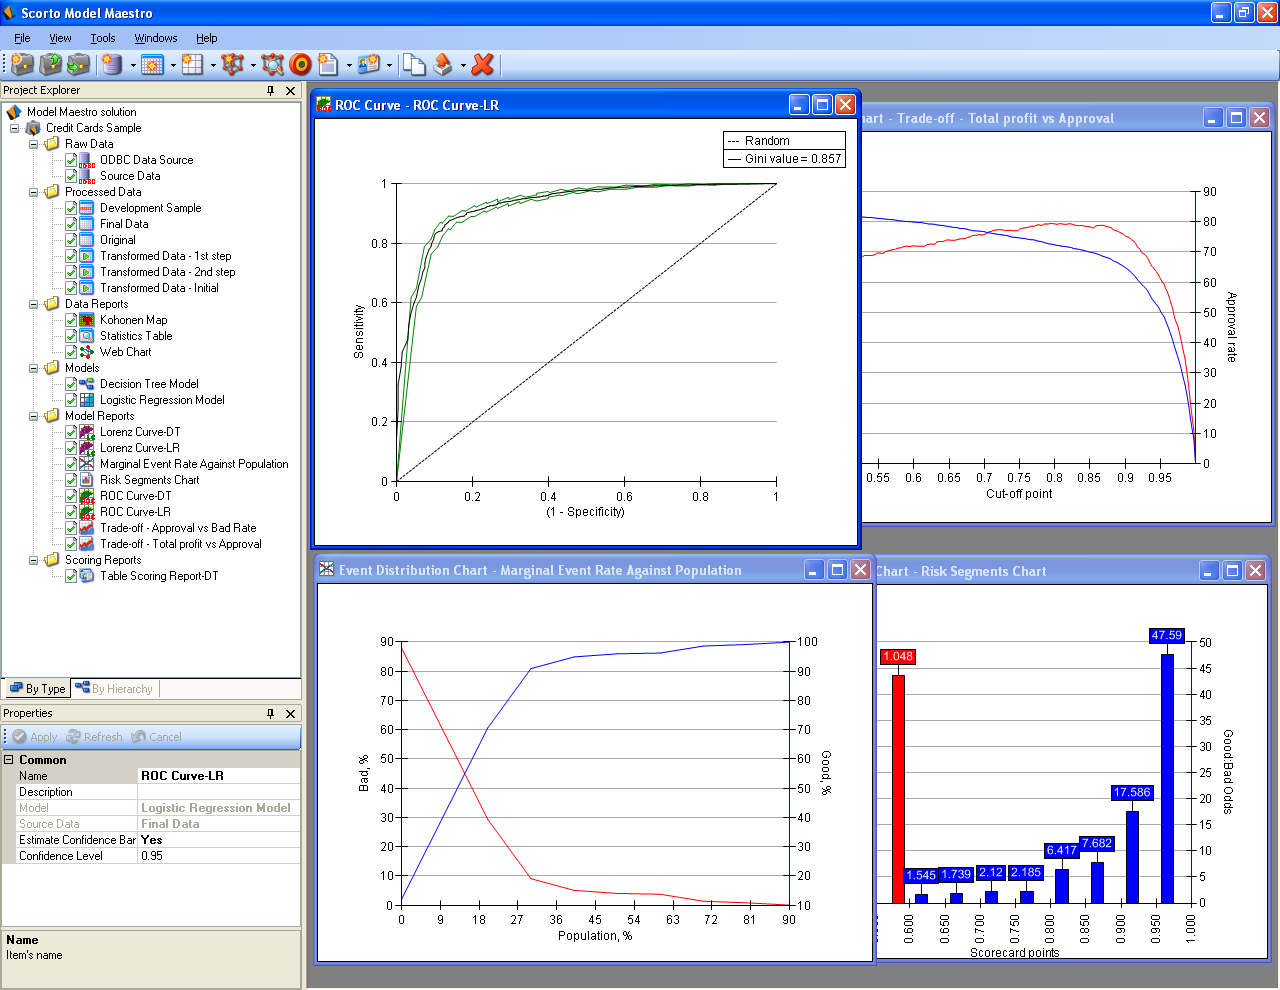 Scorto Model Maestro
File View Tools Windows Help
Project Explorer
Model Maestro solution
Credit Cards Sample
Raw Data
ODBC Data Source
Source Data
Processed Data
Development Sample
Final Data
Original
Transformed Data - 1st step
Transformed Data - 2nd step
Transformed Data - Initial
Data Reports
Kohonen Map
Statistics Table
Web Chart
Models
Decision Tree Model
Logistic Regression Model
Model Reports
Lorenz Curve-DT
Lorenz Curve-LR
Marginal Event Rate Against Population
Risk Segments Chart
ROC Curve-DT
ROC Curve-LR
Trade-off - Approval vs Bad Rate
Trade-off - Total profit vs Approval
Scoring Reports
Table Scoring Report-DT
By Type By Hierarchy
Properties
Apply Refresh Cancel
Common
Name ROC Curve-LR
Description
Model Logistic Regression Model
Source Data Final Data
Estimate Confidence Bar Yes
Confidence Level 0.95
Name
Item's name
ROC Curve - ROC Curve-LR
--- Random
— Gini value = 0.857
1
0.8
0.6
0.4
0.2
0
Sensitivity
0 0.2 0.4 0.6 0.8 1
(1 - Specificity)
art - Trade-off - Total profit vs Approval
90
80
70
60
50
40
30
20
10
0
Approval rate
0.55 0.6 0.65 0.7 0.75 0.8 0.85 0.9 0.95
Cut-off point
Event Distribution Chart - Marginal Event Rate Against Population
90
80
70
60
50
40
30
20
10
0
Bad, %
100
90
80
70
60
50
40
30
20
10
Good, %
0 9 18 27 36 45 54 63 72 81 90
Population, %
Chart - Risk Segments Chart
1.048 1.545 1.739 2.12 2.185 6.417 7.682 17.586 47.59
50
45
40
35
30
25
20
15
10
5
0
Good:Bad Odds
0.600 0.650 0.700 0.750 0.800 0.850 0.900 0.950 1.000
Scorecard points